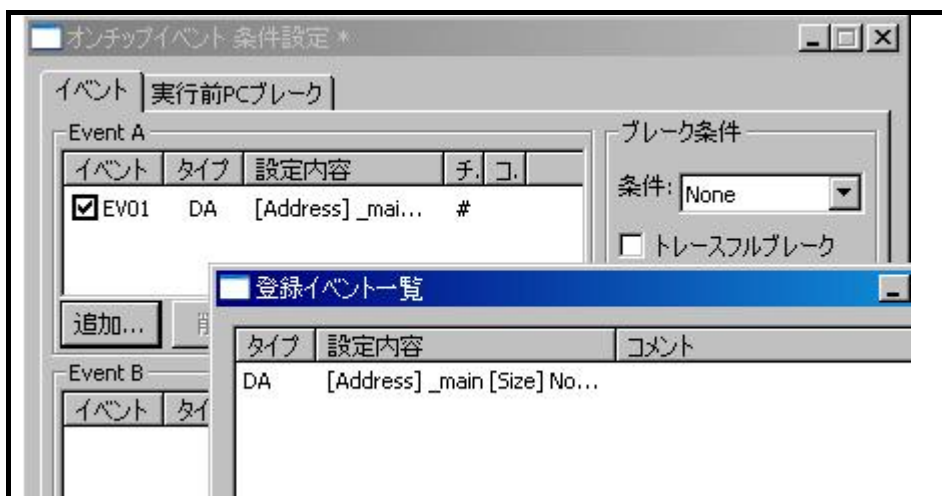 オンチップイベント 条件設定 *
イベント 実行前PCブレーク
Event A
イベント タイプ 設定内容 チ. コ.
EV01 DA [Address] _mai... #
追加... 削
ブレーク条件
条件: None
トレースフルブレーク
Event B
イベント タイ
登録イベント一覧
タイプ 設定内容 コメント
DA [Address] _main [Size] No...